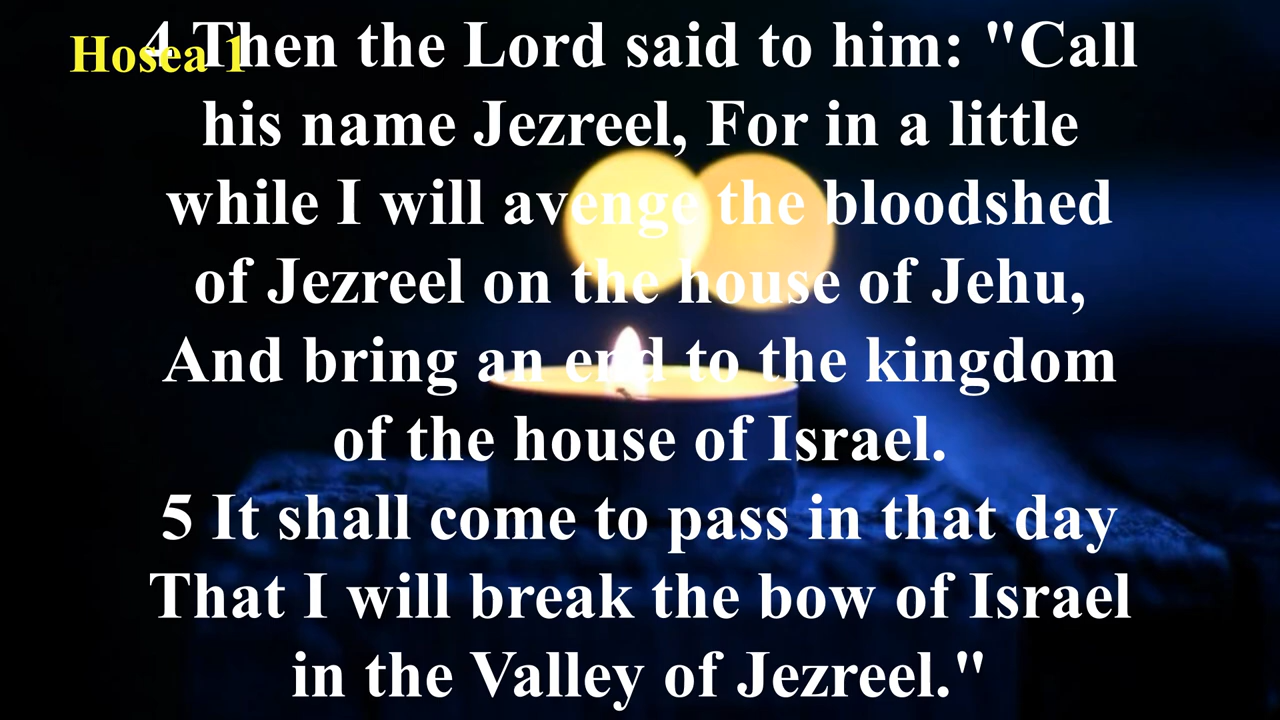 Hosea 1
4 Then the Lord said to him: "Call
his name Jezreel, For in a little
while I will avenge the bloodshed
of Jezreel on the house of Jehu,
And bring an end to the kingdom
of the house of Israel.
5 It shall come to pass in that day
That I will break the bow of Israel
in the Valley of Jezreel."